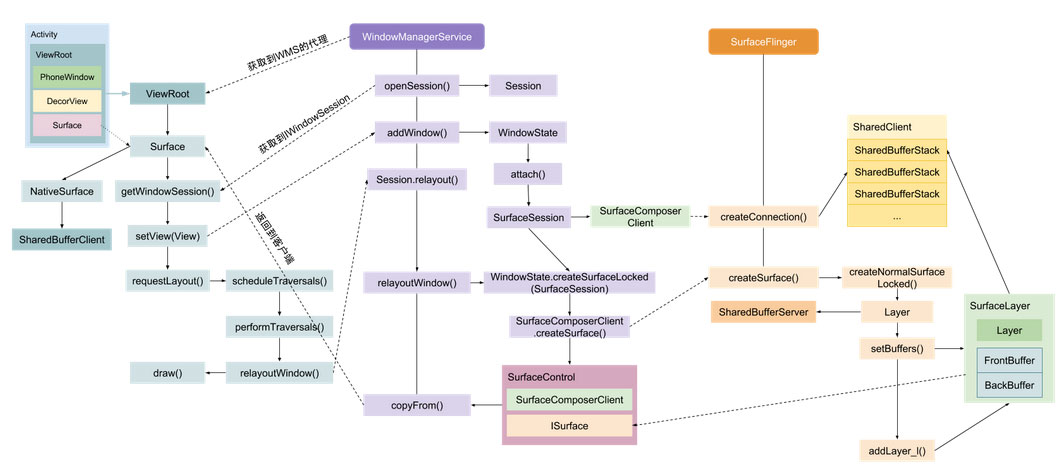 Activity
ViewRoot
PhoneWindow
DecorView
Surface
ViewRoot
Surface
NativeSurface
getWindowSession()
SharedBufferClient
setView(View)
requestLayout()
scheduleTraversals()
performTraversals()
draw()
relayoutWindow()
获取到WMS的代理
获取到IWindowSession
返回到客户端
WindowManagerService
openSession()
Session
addWindow()
WindowState
attach()
Session.relayout()
SurfaceSession
SurfaceComposer
Client
relayoutWindow()
WindowState.createSurfaceLocked
(SurfaceSession)
SurfaceComposerClient
.createSurface()
SurfaceControl
SurfaceComposerClient
ISurface
copyFrom()
SurfaceFlinger
createConnection()
SharedClient
SharedBufferStack
SharedBufferStack
SharedBufferStack
...
createSurface()
createNormalSurface
Locked()
SharedBufferServer
Layer
setBuffers()
addLayer_l()
SurfaceLayer
Layer
FrontBuffer
BackBuffer